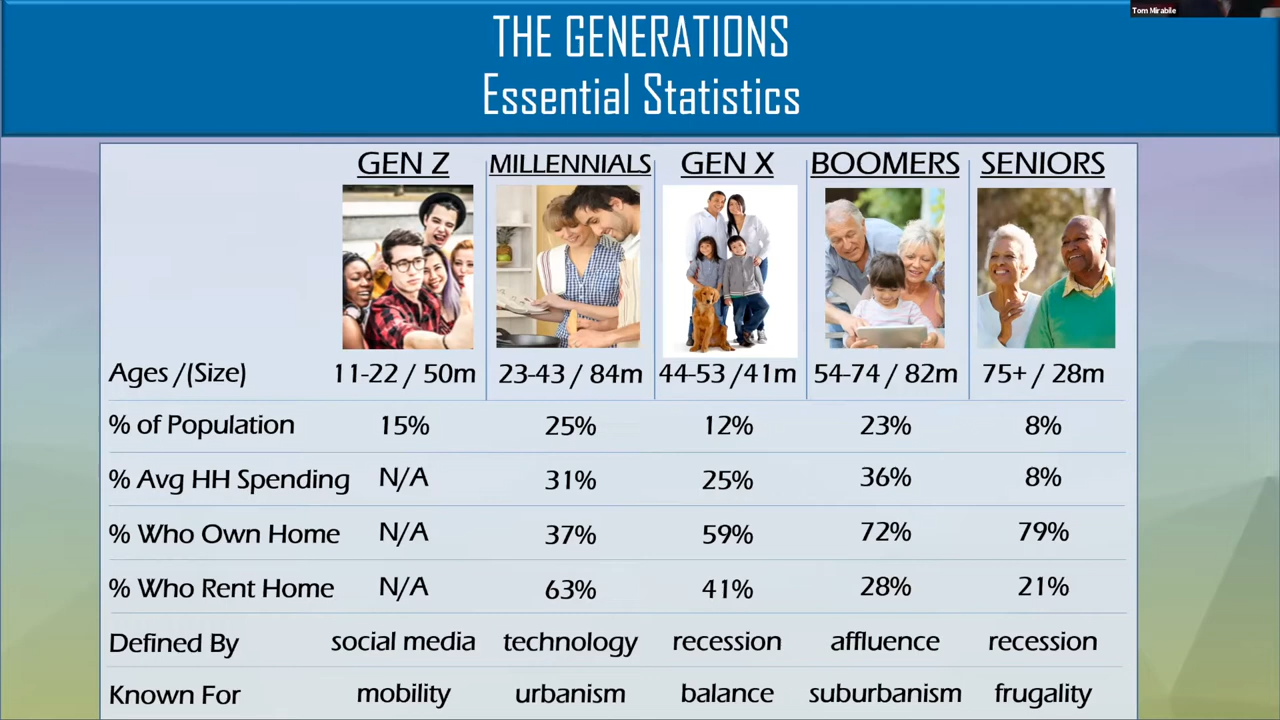 Tom Mirabile
THE GENERATIONS
Essential Statistics
GEN Z MILLENNIALS GEN X BOOMERS SENIORS
Ages /(Size) 11-22 / 50m 23-43 / 84m 44-53 /41m 54-74 / 82m 75+ / 28m
% of Population 15% 25% 12% 23% 8%
% Avg HH Spending N/A 31% 25% 36% 8%
% Who Own Home N/A 37% 59% 72% 79%
% Who Rent Home N/A 63% 41% 28% 21%
Defined By social media technology recession affluence recession
Known For mobility urbanism balance suburbanism frugality